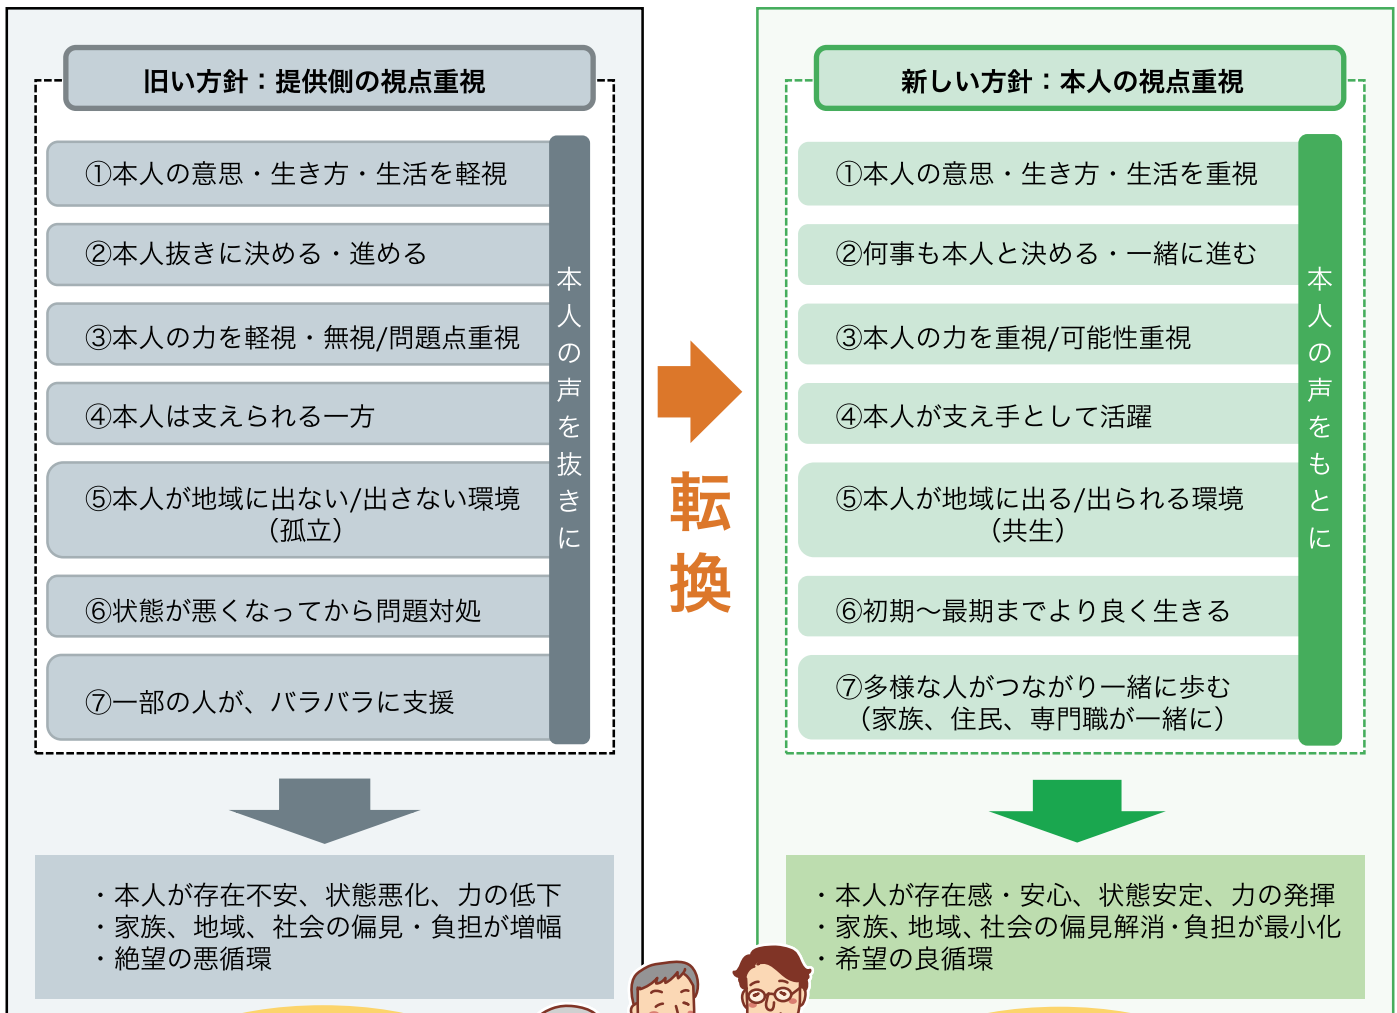 旧い方針：提供側の視点重視
①本人の意思・生き方・生活を軽視
②本人抜きに決める・進める
③本人の力を軽視・無視/問題点重視
④本人は支えられる一方
⑤本人が地域に出ない/出さない環境
（孤立）
⑥状態が悪くなってから問題対処
⑦一部の人が、バラバラに支援
本人の声を抜きに
・本人が存在不安、状態悪化、力の低下
・家族、地域、社会の偏見・負担が増幅
・絶望の悪循環
転換
新しい方針：本人の視点重視
①本人の意思・生き方・生活を重視
②何事も本人と決める・一緒に進む
③本人の力を重視/可能性重視
④本人が支え手として活躍
⑤本人が地域に出る/出られる環境
（共生）
⑥初期～最期までより良く生きる
⑦多様な人がつながり一緒に歩む
（家族、住民、専門職が一緒に）
本人の声をもとに
・本人が存在感・安心、状態安定、力の発揮
・家族、地域、社会の偏見解消・負担が最小化
・希望の良循環